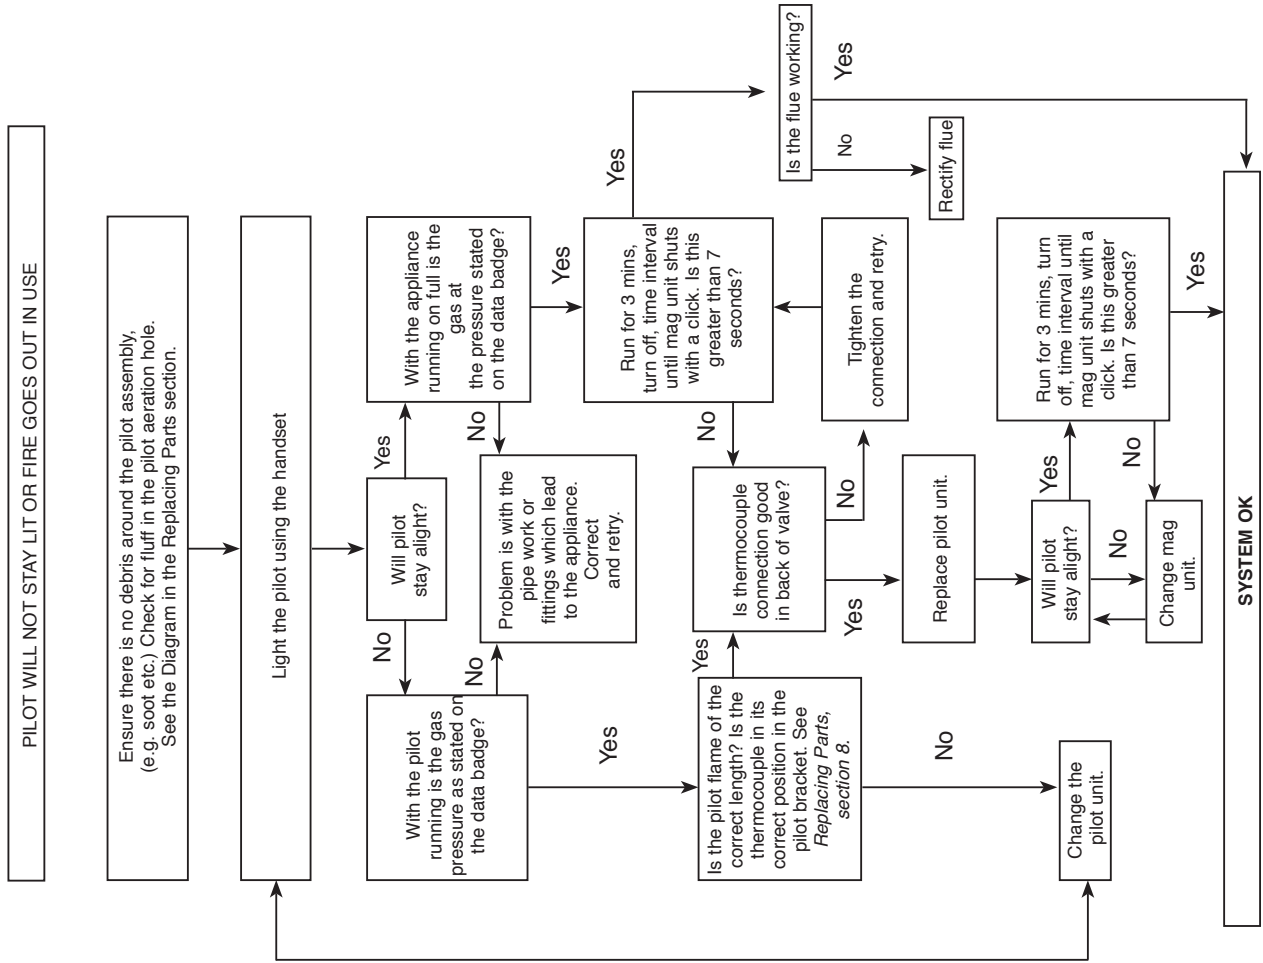 PILOT WILL NOT STAY LIT OR FIRE GOES OUT IN USE
Ensure there is no debris around the pilot assembly,
(e.g. soot etc.) Check for fluff in the pilot aeration hole.
See the Diagram in the Replacing Parts section.
Light the pilot using the handset
Will pilot
stay alight?
No
Yes
With the pilot
running is the gas
pressure as stated on
the data badge?
No
Yes
With the appliance
running on full is the
gas at
the pressure stated
on the data badge?
No
Yes
Problem is with the
pipe work or
fittings which lead
to the appliance.
Correct
and retry.
Run for 3 mins,
turn off, time interval
until mag unit shuts
with a click. Is this
greater than 7
seconds?
No
Yes
Is the pilot flame of the
correct length? Is the
thermocouple in its
correct position in the
pilot bracket. See
Replacing Parts,
section 8.
Yes
No
Is thermocouple
connection good
in back of valve?
Yes
No
Tighten the
connection and retry.
Is the flue working?
No
Yes
Rectify flue
Replace pilot unit.
Will pilot
stay alight?
Yes
No
Change mag
unit.
Run for 3 mins, turn
off, time interval until
mag unit shuts with a
click. Is this greater
than 7 seconds?
No
Yes
Change the
pilot unit.
SYSTEM OK